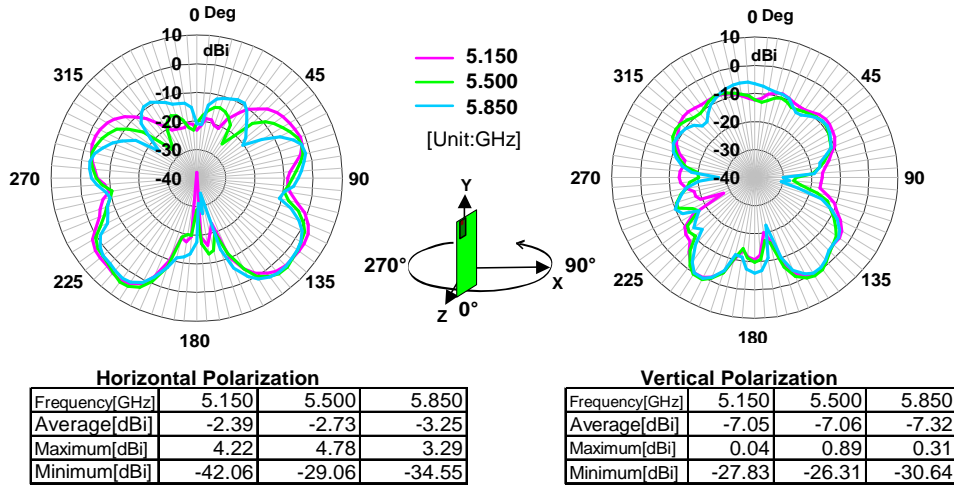 0 Deg
10
dBi
0
-10
-20
-30
-40
315
45
270
90
225
135
180
5.150
5.500
5.850
[Unit:GHz]
Y
270°
90°
X
Z
0°
0 Deg
10
dBi
0
-10
-20
-30
-40
315
45
270
90
225
135
180
Horizontal Polarization
Frequency[GHz] 5.150 5.500 5.850
Average[dBi] -2.39 -2.73 -3.25
Maximum[dBi] 4.22 4.78 3.29
Minimum[dBi] -42.06 -29.06 -34.55
Vertical Polarization
Frequency[GHz] 5.150 5.500 5.850
Average[dBi] -7.05 -7.06 -7.32
Maximum[dBi] 0.04 0.89 0.31
Minimum[dBi] -27.83 -26.31 -30.64